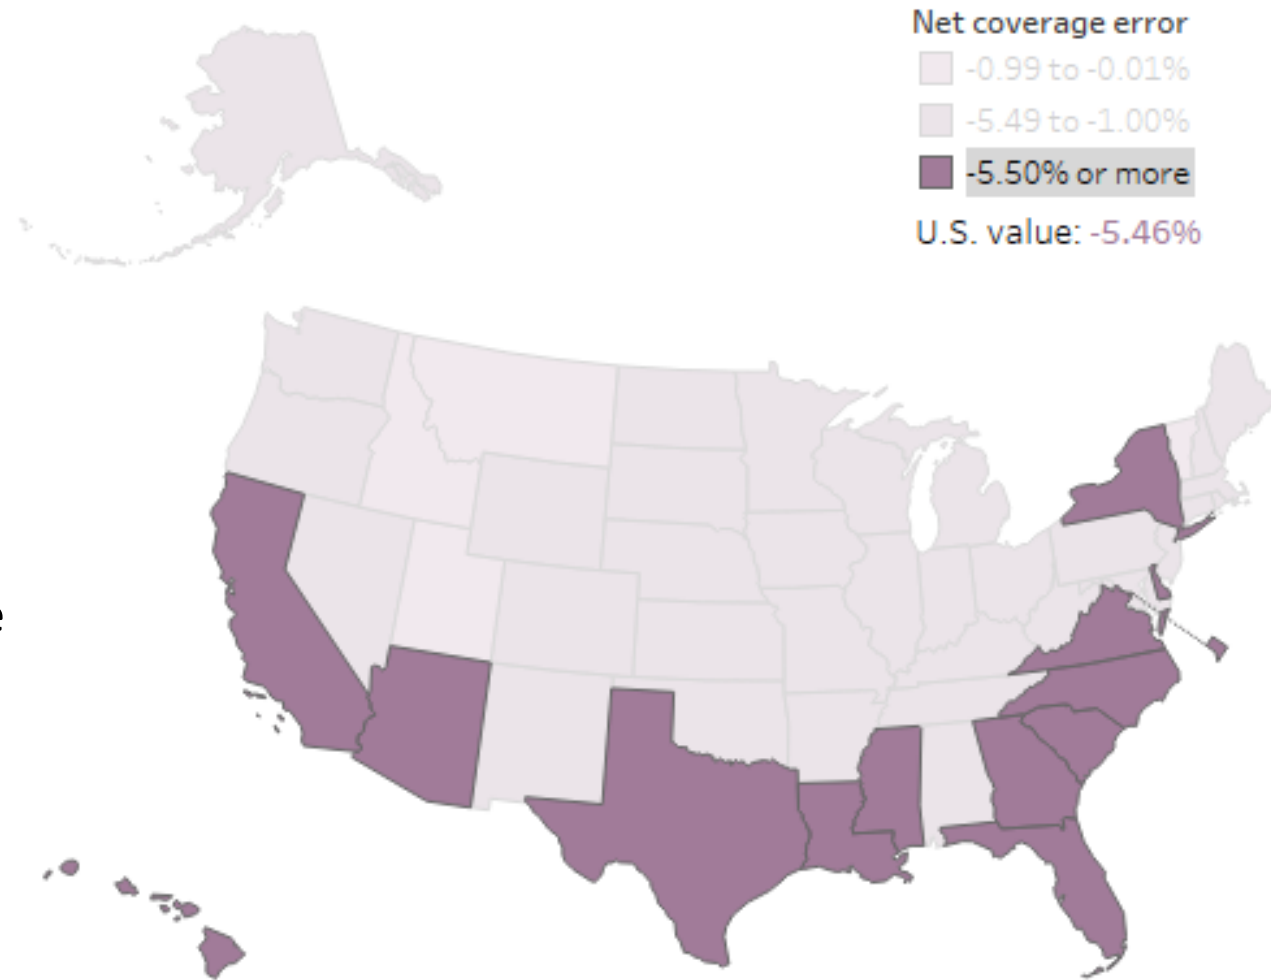 Net coverage error
-0.99 to -0.01%
-5.49 to -1.00%
-5.50% or more
U.S. value: -5.46%
e